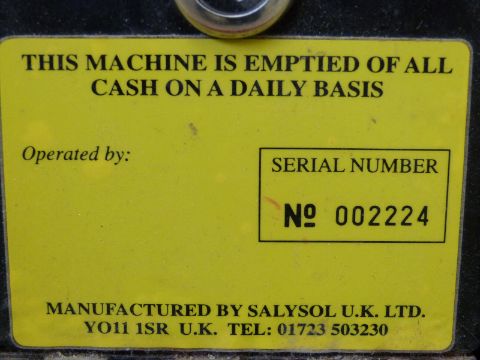 THIS MACHINE IS EMPTIED OF ALL
CASH ON A DAILY BASIS
Operated by:
SERIAL NUMBER
Nº 002224
MANUFACTURED BY SALYSOL U.K. LTD.
YO11 1SR U.K. TEL: 01723 503230